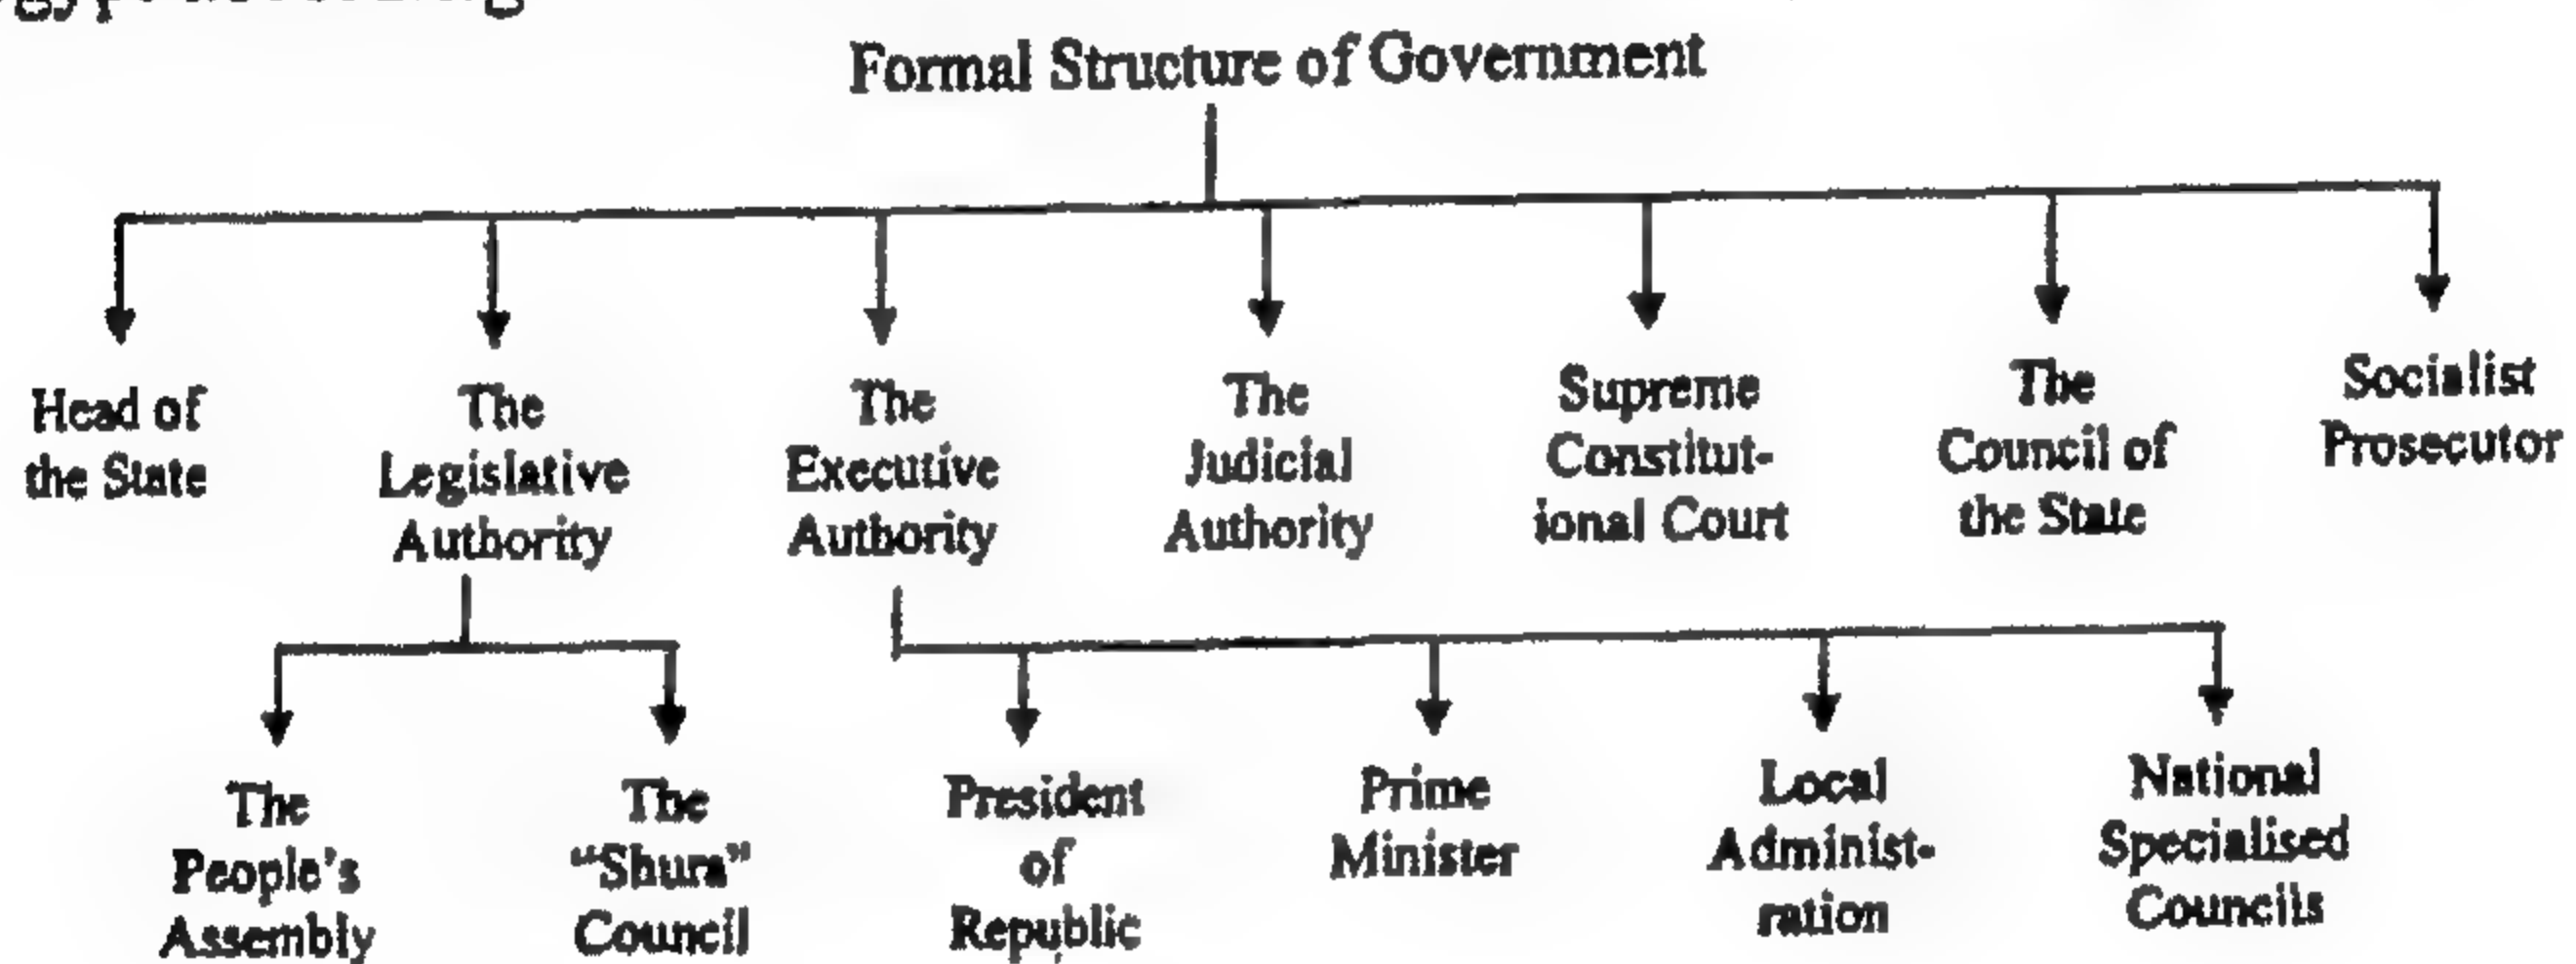 Formal Structure of Government
Head of
the State
The
Legislative
Authority
The
Executive
Authority
The
Judicial
Authority
Supreme
Constitut-
ional Court
The
Council of
the State
Socialist
Prosecutor
The
People's
Assembly
The
“Shura”
Council
President
of
Republic
Prime
Minister
Local
Administ-
ration
National
Specialised
Councils